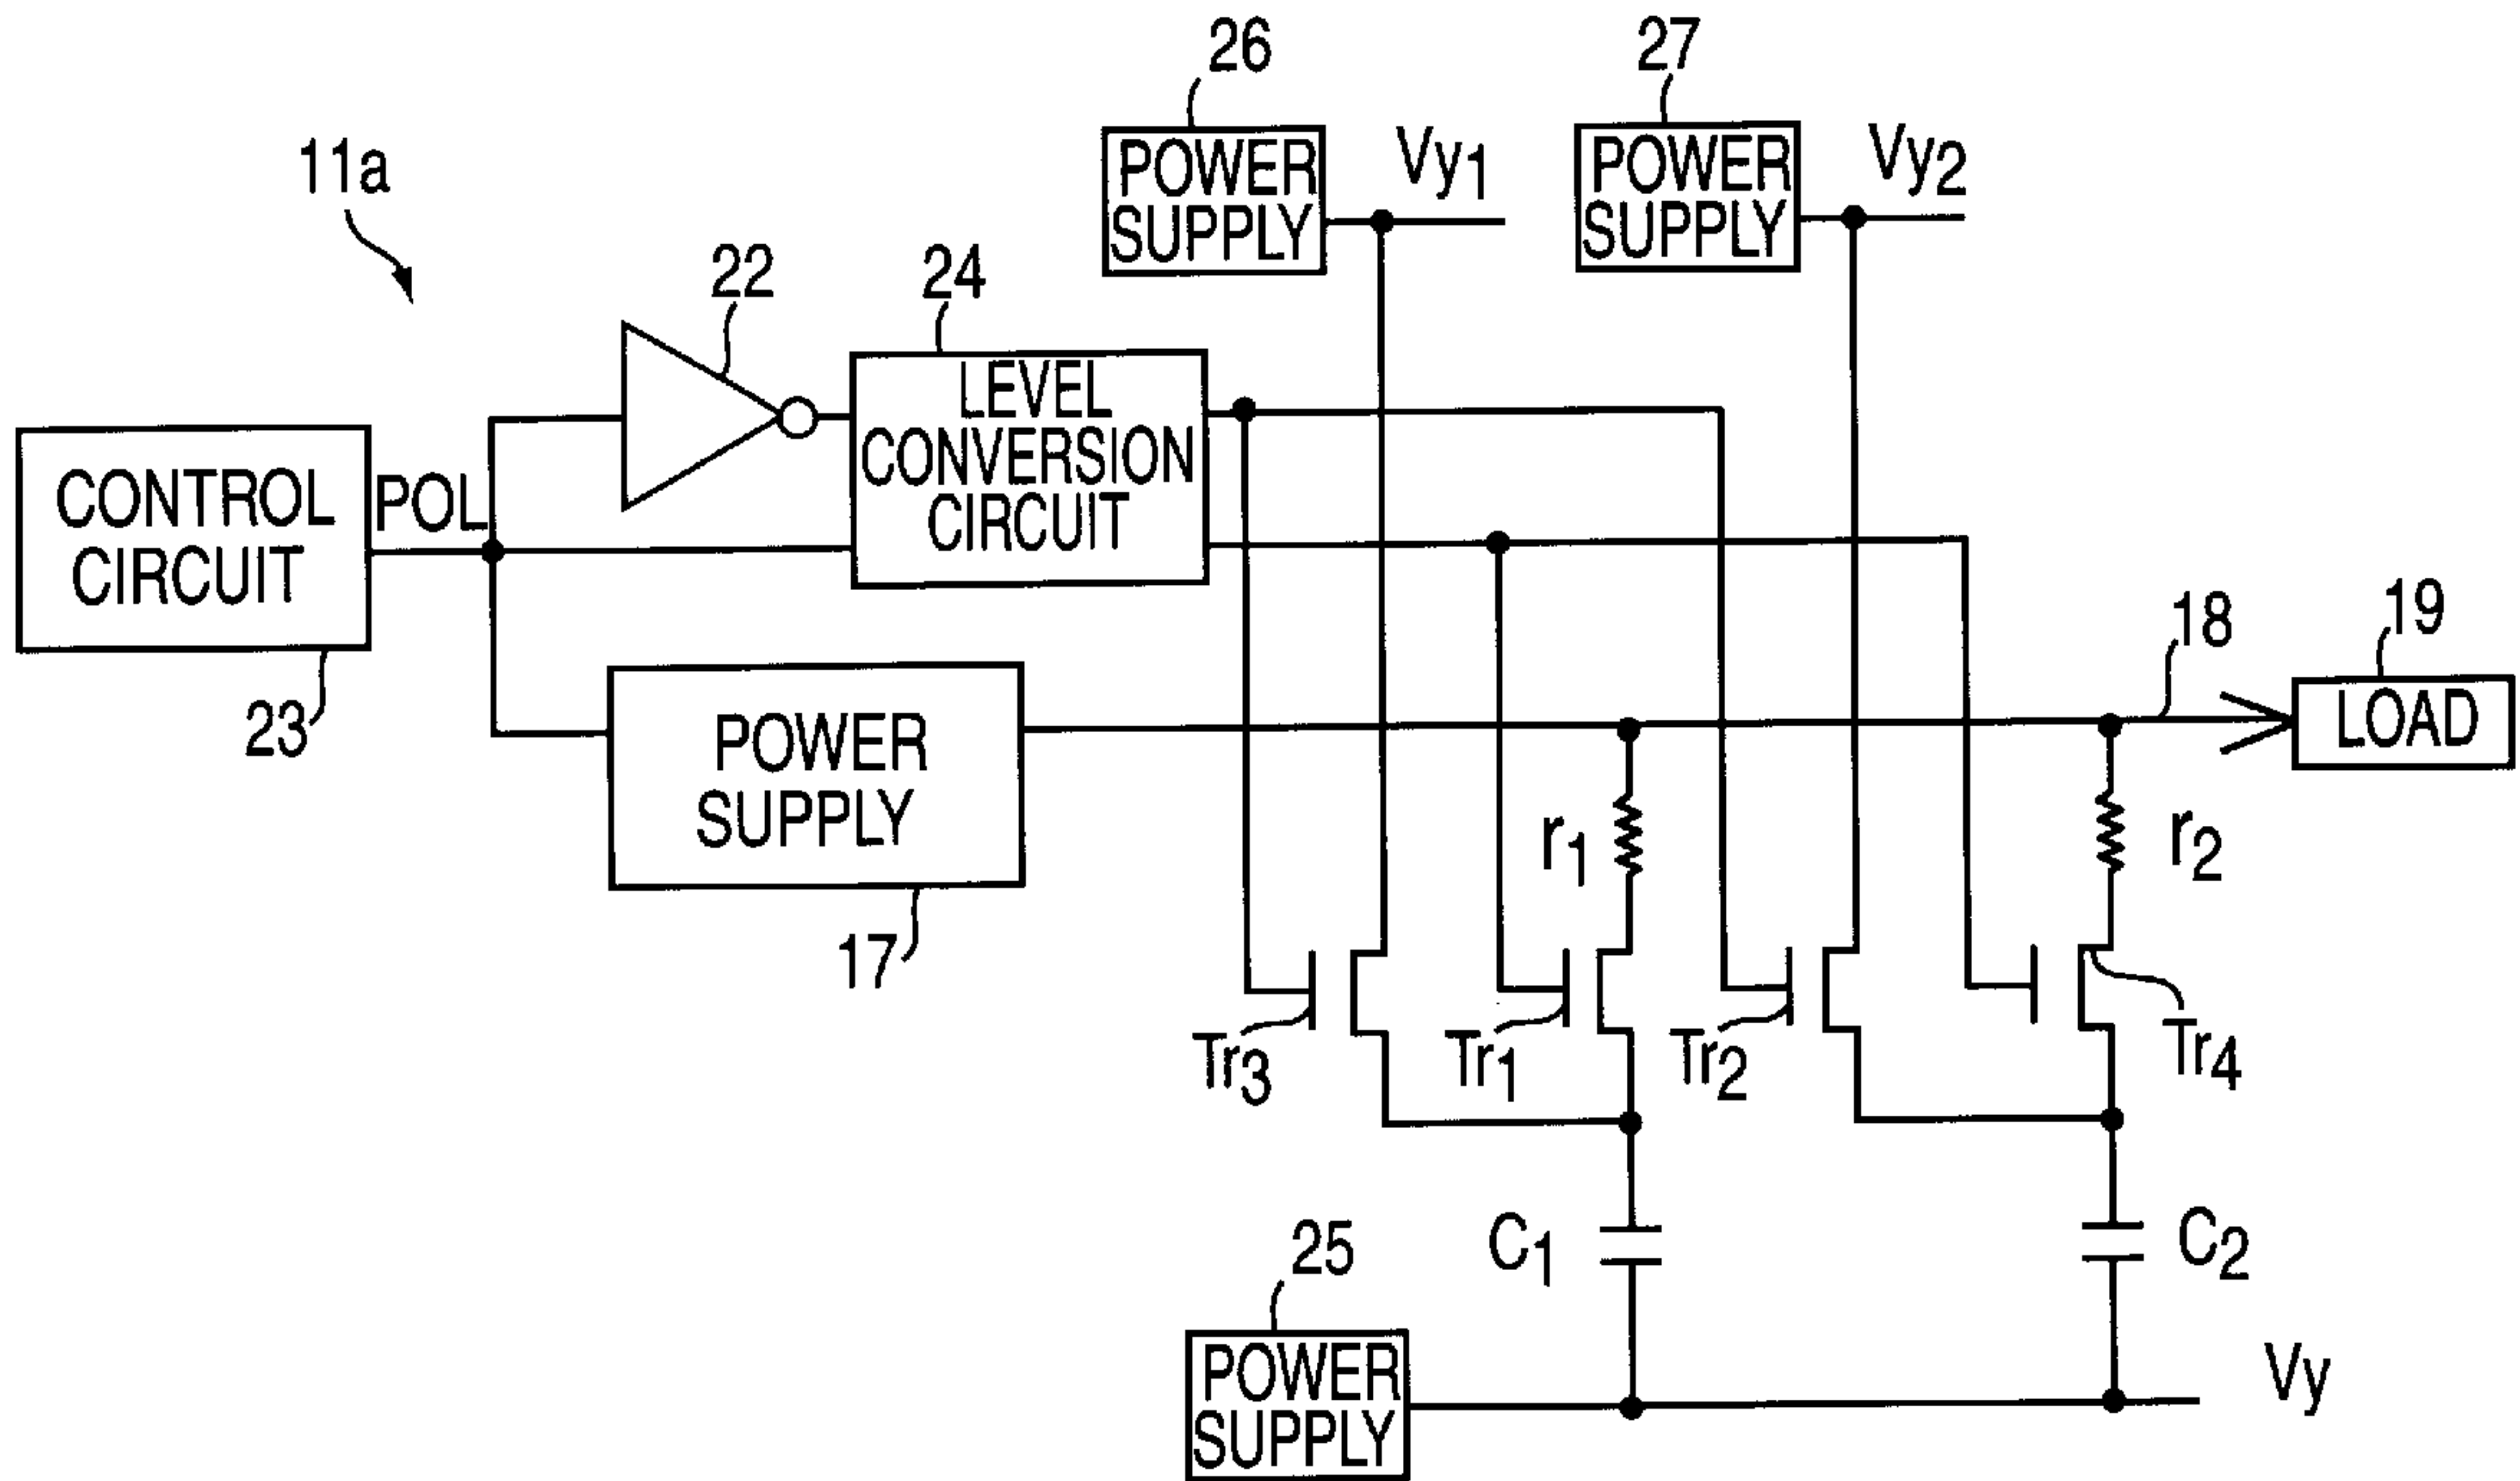 26
27
11a
POWER
SUPPLY
Vy1
POWER
SUPPLY
Vy2
22
24
LEVEL
CONVERSION
CIRCUIT
CONTROL
CIRCUIT
POL
23
POWER
SUPPLY
17
18
19
LOAD
r1
r2
Tr3
Tr1
Tr2
Tr4
25
C1
C2
POWER
SUPPLY
Vy